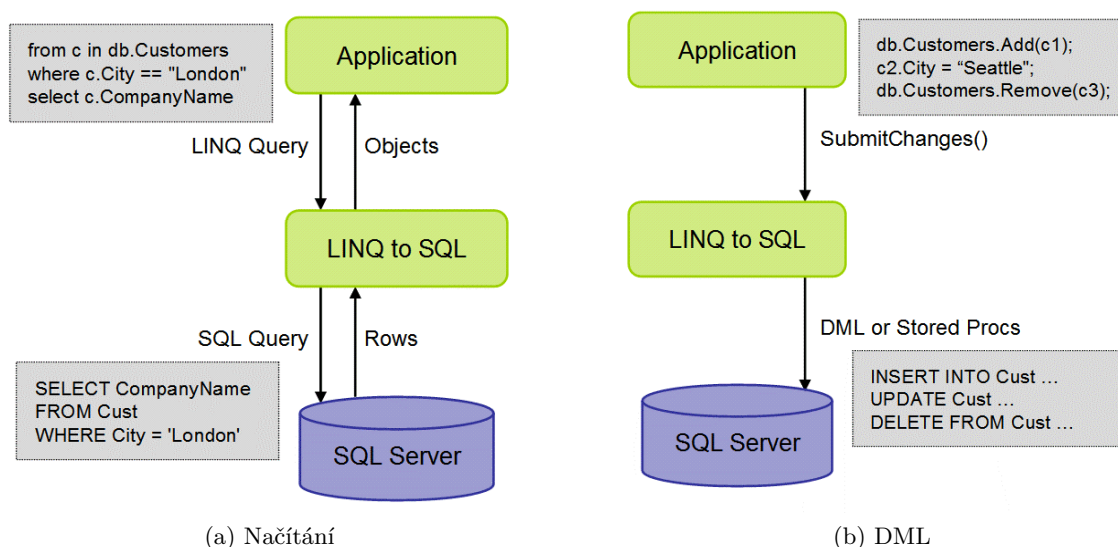 from c in db.Customers
where c.City == "London"
select c.CompanyName
Application
LINQ Query
Objects
LINQ to SQL
SQL Query
Rows
SELECT CompanyName
FROM Cust
WHERE City = 'London'
SQL Server
(a) Načítání
Application
db.Customers.Add(c1);
c2.City = “Seattle";
db.Customers.Remove(c3);
SubmitChanges()
LINQ to SQL
DML or Stored Procs
INSERT INTO Cust …
UPDATE Cust …
DELETE FROM Cust …
SQL Server
(b) DML